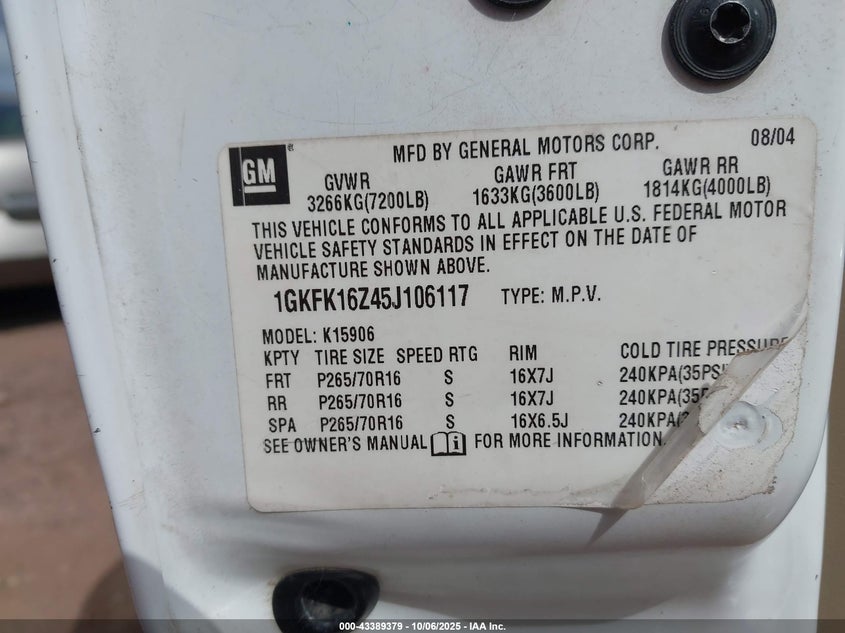 GM ®
MFD BY GENERAL MOTORS CORP. 08/04
GVWR GAWR FRT GAWR RR
3266KG(7200LB) 1633KG(3600LB) 1814KG(4000LB)
THIS VEHICLE CONFORMS TO ALL APPLICABLE U.S. FEDERAL MOTOR
VEHICLE SAFETY STANDARDS IN EFFECT ON THE DATE OF
MANUFACTURE SHOWN ABOVE.
1GKFK16Z45J106117 TYPE: M.P.V.
MODEL: K15906
KPTY TIRE SIZE SPEED RTG RIM COLD TIRE PRESSURE
FRT P265/70R16 S 16X7J 240KPA(35PSI
RR P265/70R16 S 16X7J 240KPA(35
SPA P265/70R16 S 16X6.5J 240KPA(
SEE OWNER'S MANUAL i FOR MORE INFORMATION.
000-43389379 | 10/06/2025 | IAA Inc.